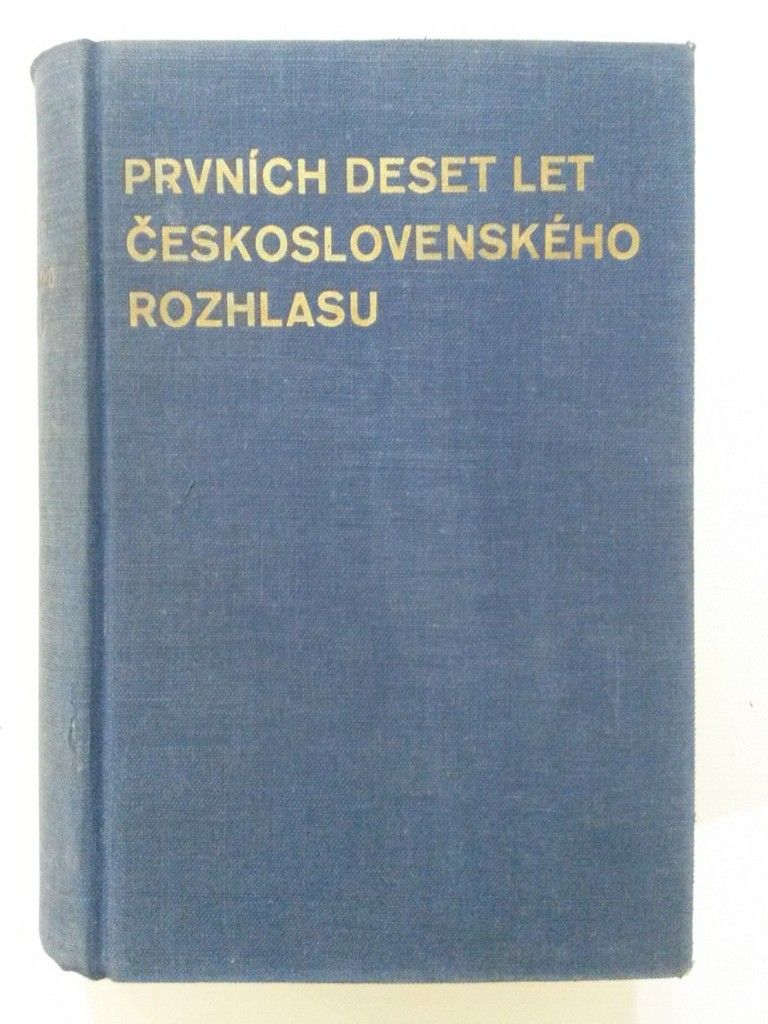 PRVNÍCH DESET LET
ČESKOSLOVENSKÉHO
ROZHLASU